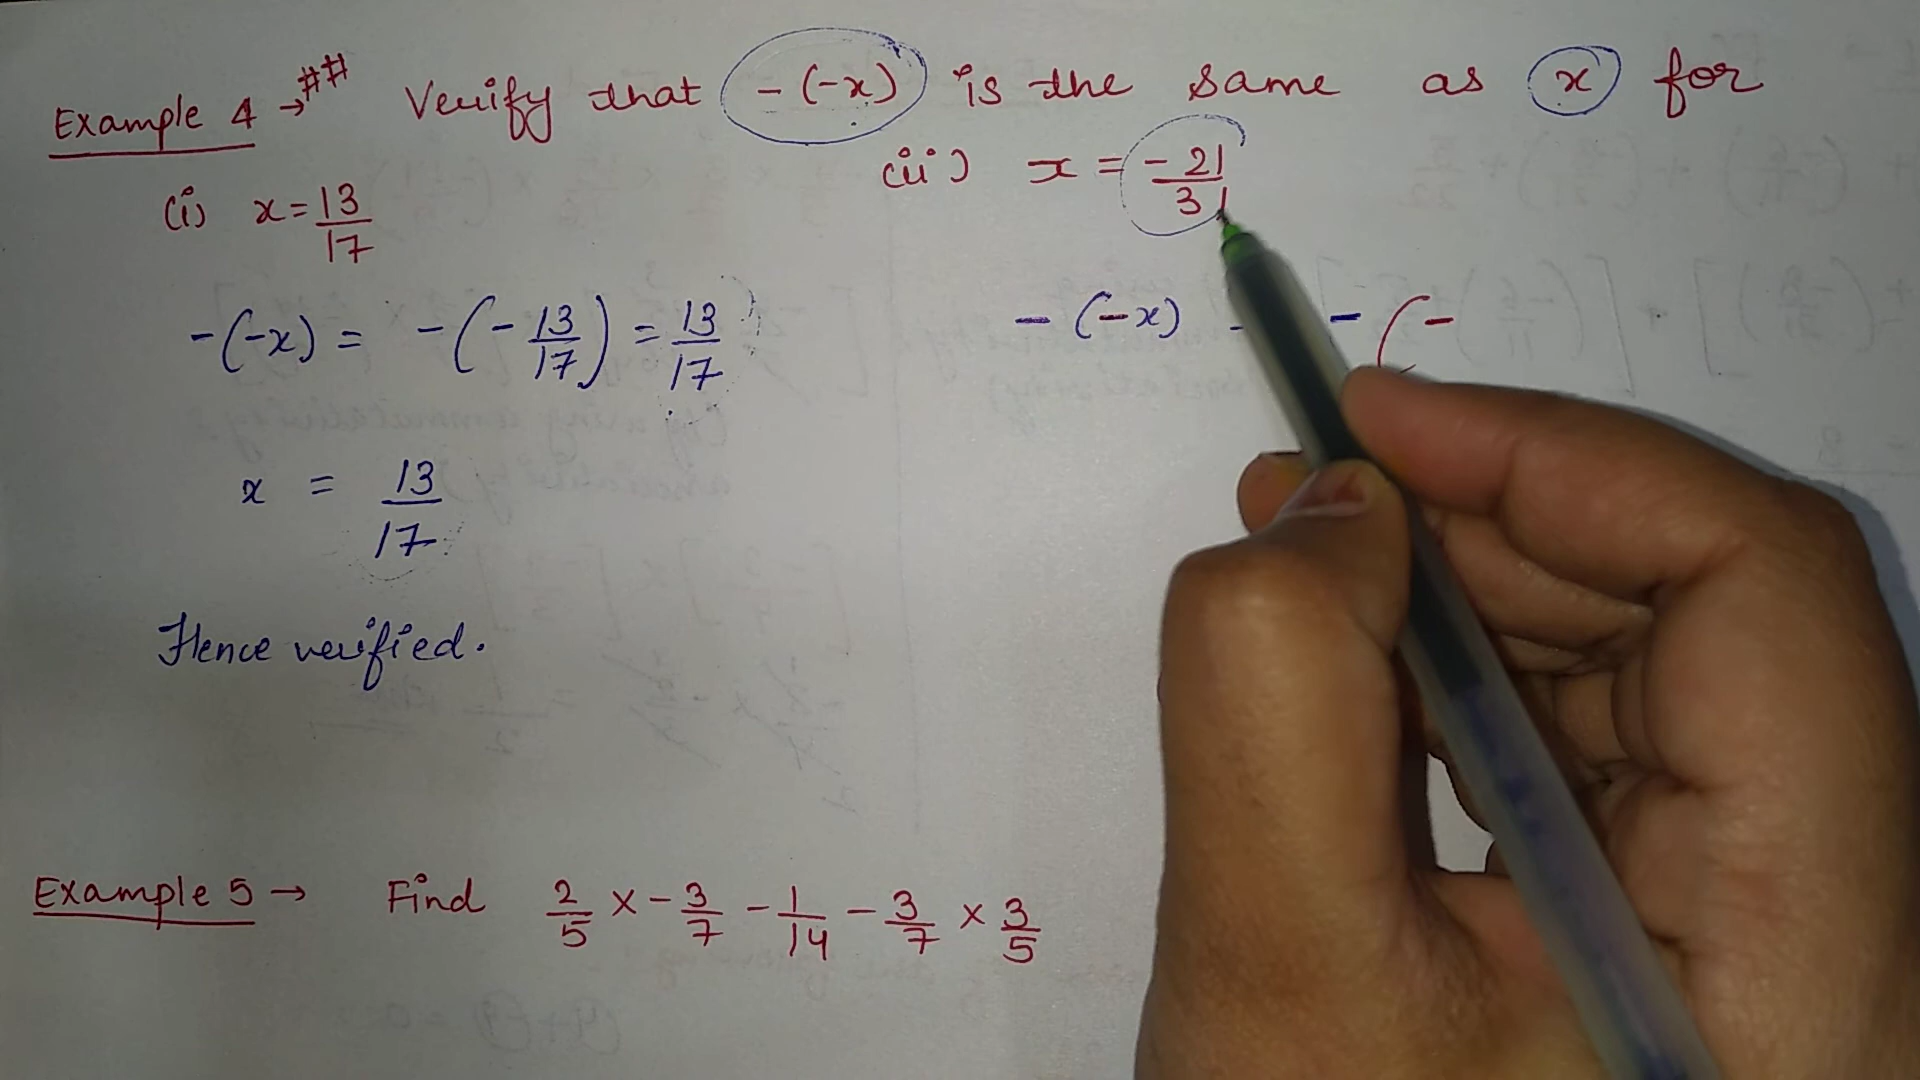 Example 4 → ## Verify that -(-x) is the same as x for
(i) x = 13/17
(ii) x = -21/31
-(-x) = -(-13/17) = 13/17
-(-x) = -(-
x = 13/17
Hence verified.
Example 5 → Find 2/5 × -3/7 - 1/14 - 3/7 × 3/5